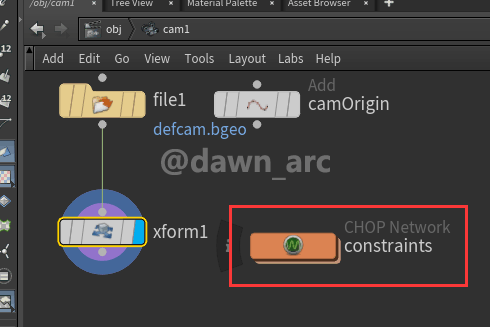 /obj/cam1
Tree View
Material Palette
Asset Browser
obj
cam1
Add Edit Go View Tools Layout Labs Help
12
12
file1
defcam.bgeo
Add
camOrigin
@dawn_arc
xform1
CHOP Network
constraints